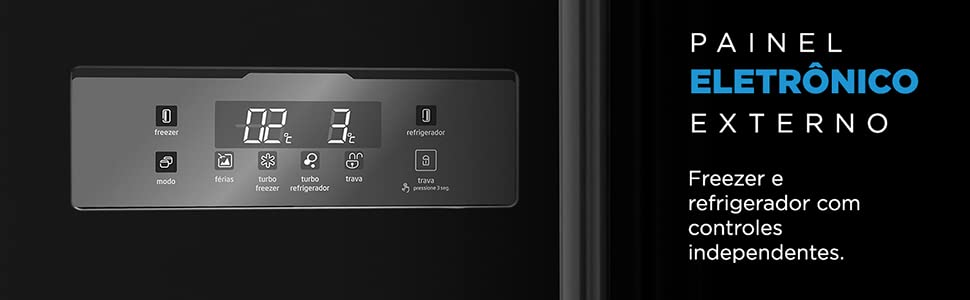 PAINEL
ELETRÔNICO
EXTERNO
Freezer e
refrigerador com
controles
independentes.
freezer
02°C 3°C
refrigerador
modo
férias
turbo
freezer
turbo
refrigerador
trava
trava
pressione 3 seg.